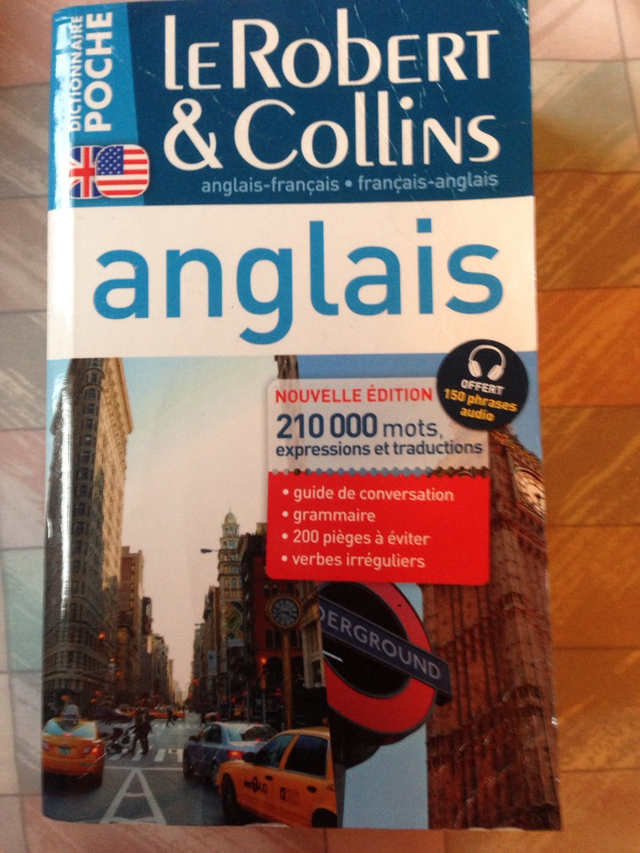 DICTIONNAIRE
POCHE
LE ROBERT
& COLLINS
anglais-français • français-anglais
anglais
OFFERT
150 phrases
audio
NOUVELLE ÉDITION
210 000 mots,
expressions et traductions
• guide de conversation
• grammaire
• 200 pièges à éviter
• verbes irréguliers
DERGROUND